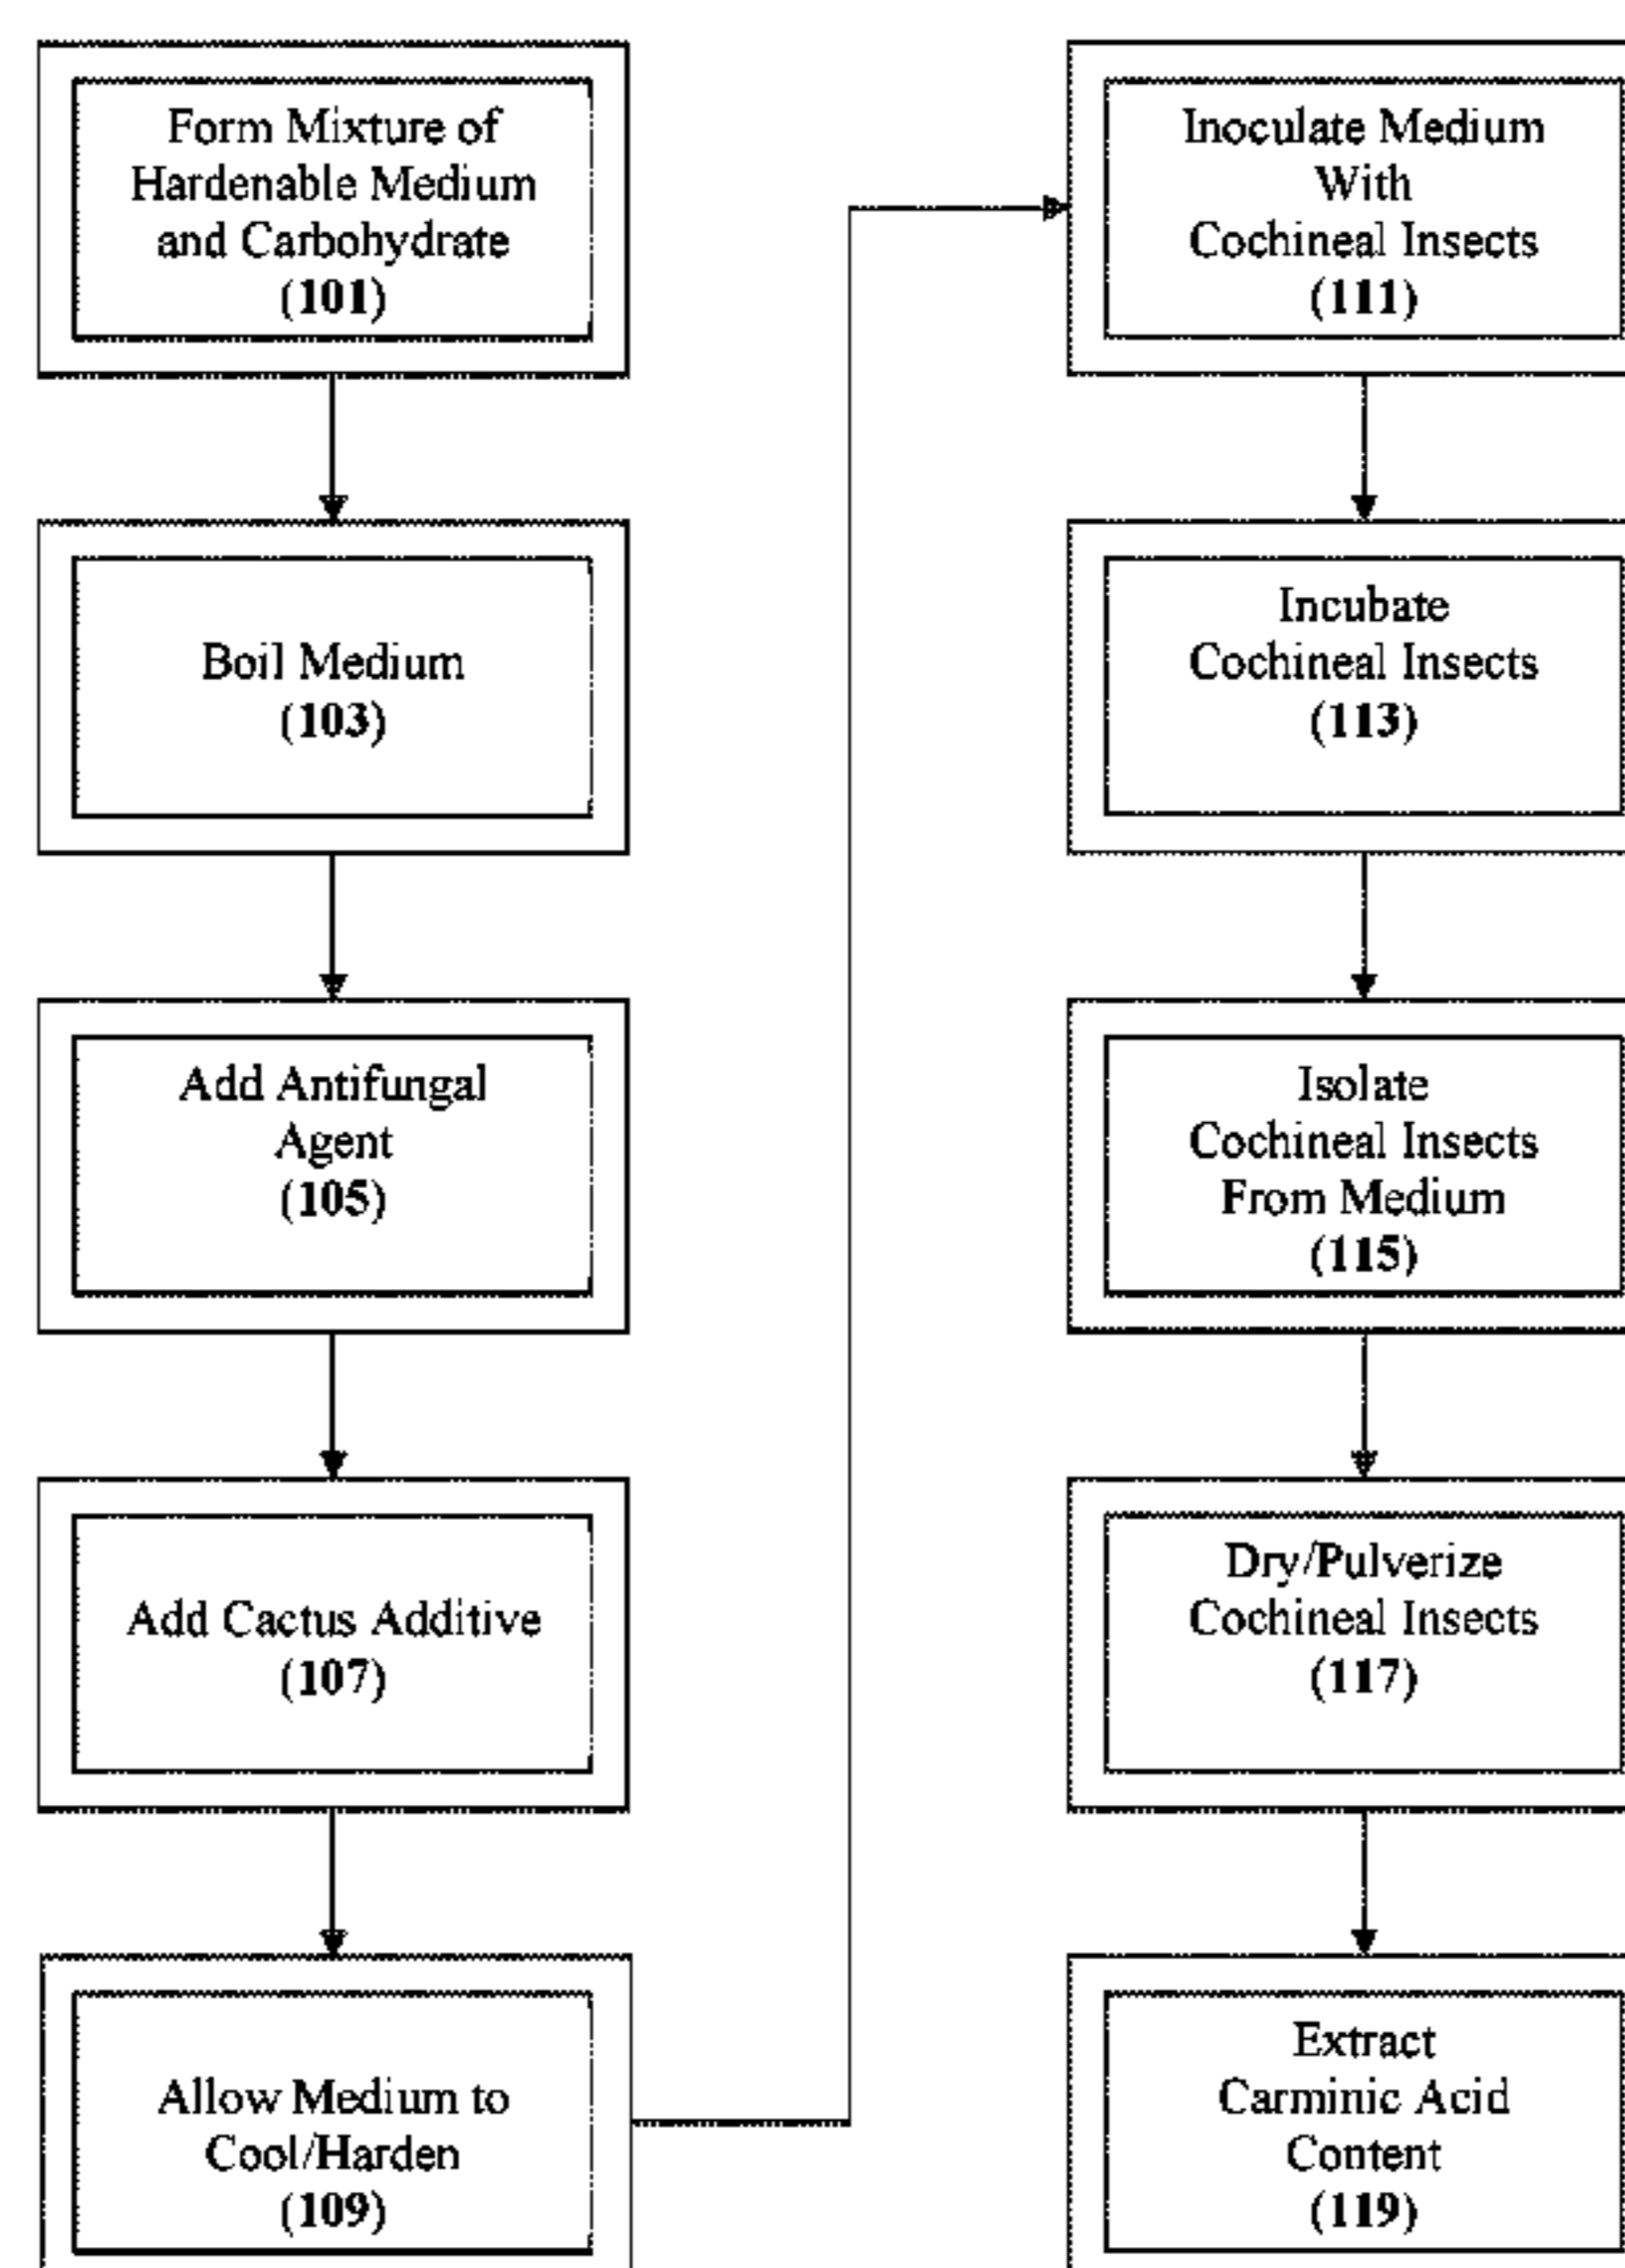 Form Mixture of
Hardenable Medium
and Carbohydrate
(101)
Boil Medium
(103)
Add Antifungal
Agent
(105)
Add Cactus Additive
(107)
Allow Medium to
Cool/Harden
(109)
Inoculate Medium
With
Cochineal Insects
(111)
Incubate
Cochineal Insects
(113)
Isolate
Cochineal Insects
From Medium
(115)
Dry/Pulverize
Cochineal Insects
(117)
Extract
Carminic Acid
Content
(119)